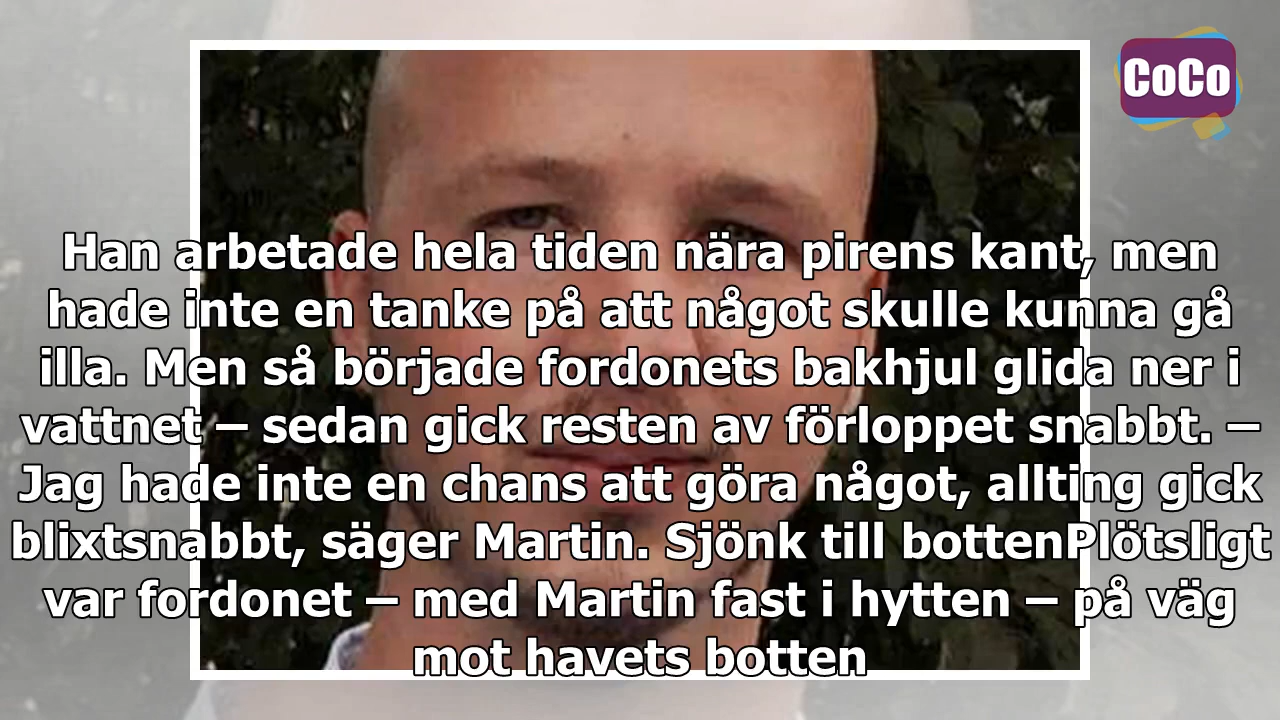 CoCo
Han arbetade hela tiden nära pirens kant, men
hade inte en tanke på att något skulle kunna gå
illa. Men så började fordonets bakhjul glida ner i
vattnet – sedan gick resten av förloppet snabbt. –
Jag hade inte en chans att göra något, allting gick
blixtsnabbt, säger Martin. Sjönk till bottenPlötsligt
var fordonet – med Martin fast i hytten – på väg
mot havets botten